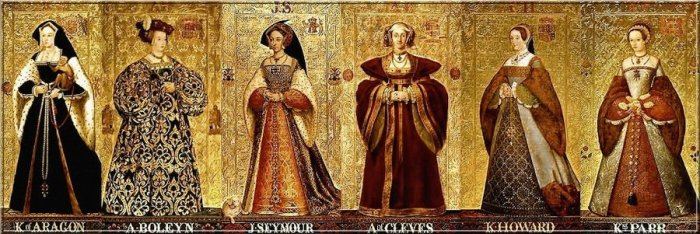 J S
K OF ARAGON
A·BOLEYN
J·SEYMOUR
A OF CLEVES
K·HOWARD
K PARR